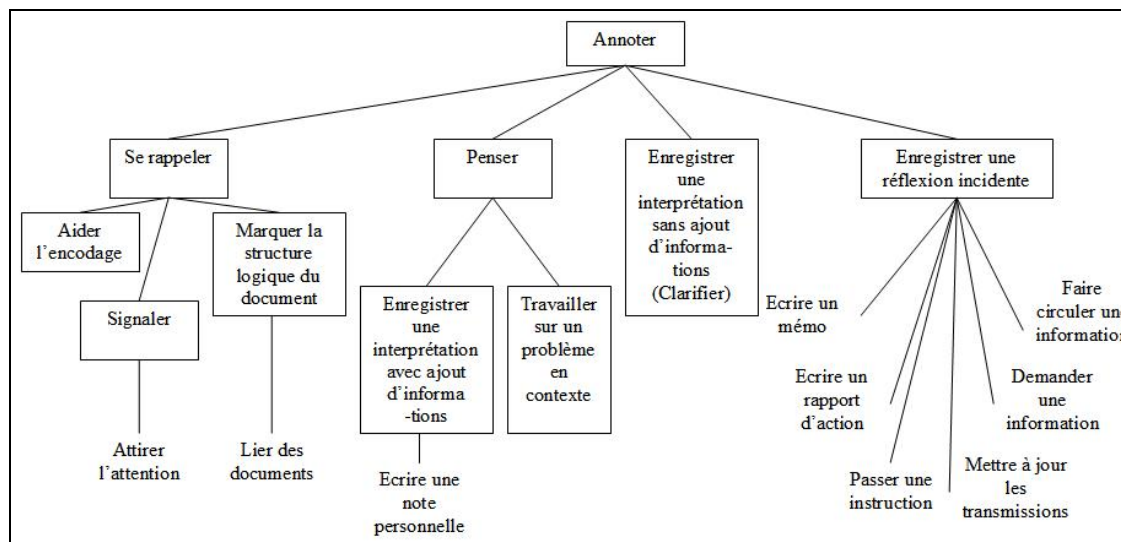 Annoter
Se rappeler
Penser
Enregistrer
une
interprétation
sans ajout
d'informa-
tions
(Clarifier)
Enregistrer une
réflexion incidente
Aider
l'encodage
Marquer la
structure
logique du
document
Signaler
Enregistrer
une
interprétation
avec ajout
d'informa
-tions
Travailler
sur un
problème
en
contexte
Ecrire un
mémo
Faire
circuler une
information
Ecrire un
rapport
d'action
Demander
une
information
Attirer
l'attention
Lier des
documents
Ecrire une
note
personnelle
Passer une
instruction
Mettre à jour
les
transmissions